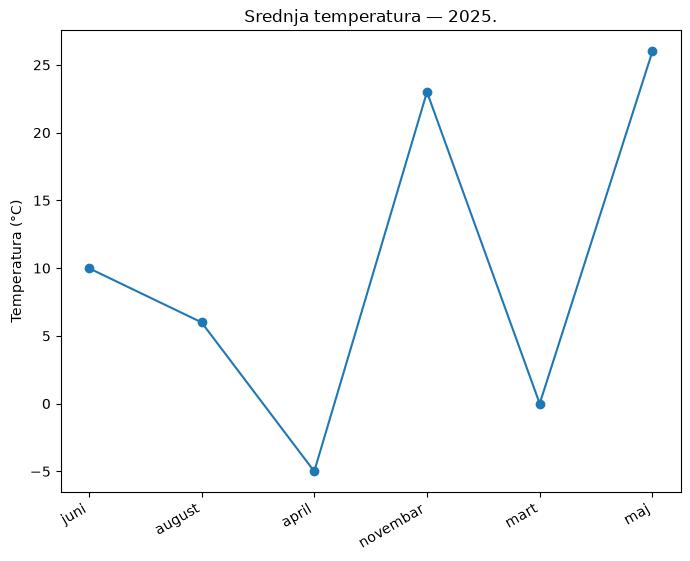 Srednja temperatura — 2025.
Temperatura (°C)
25
20
15
10
5
0
−5
juni
august
april
novembar
mart
maj